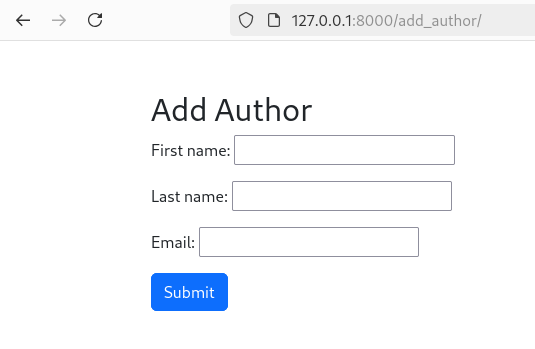 127.0.0.1:8000/add_author/
Add Author
First name:
Last name:
Email:
Submit